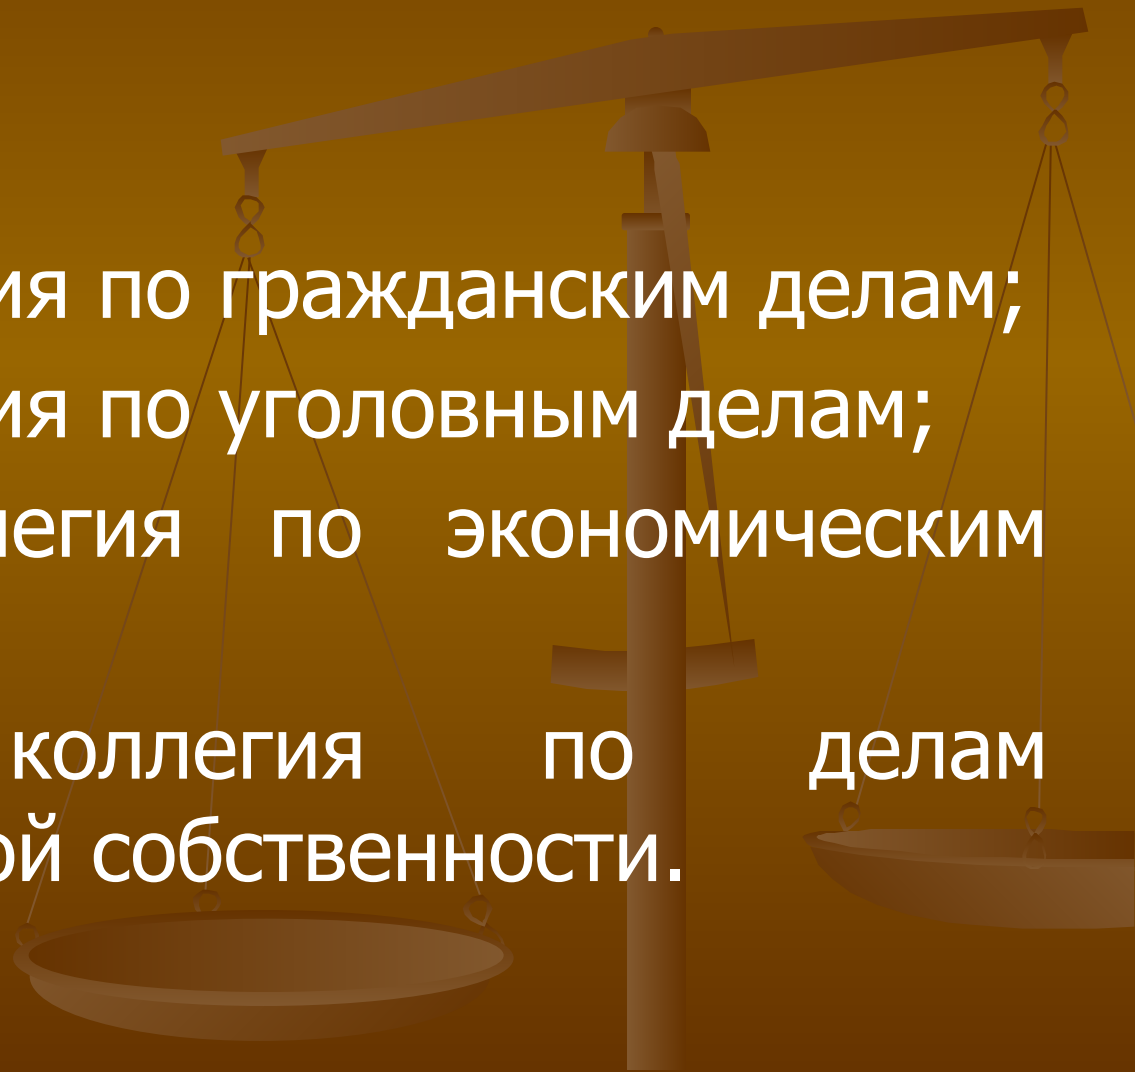 ия по гражданским делам;
ия по уголовным делам;
легия по экономическим
коллегия по делам
ой собственности.